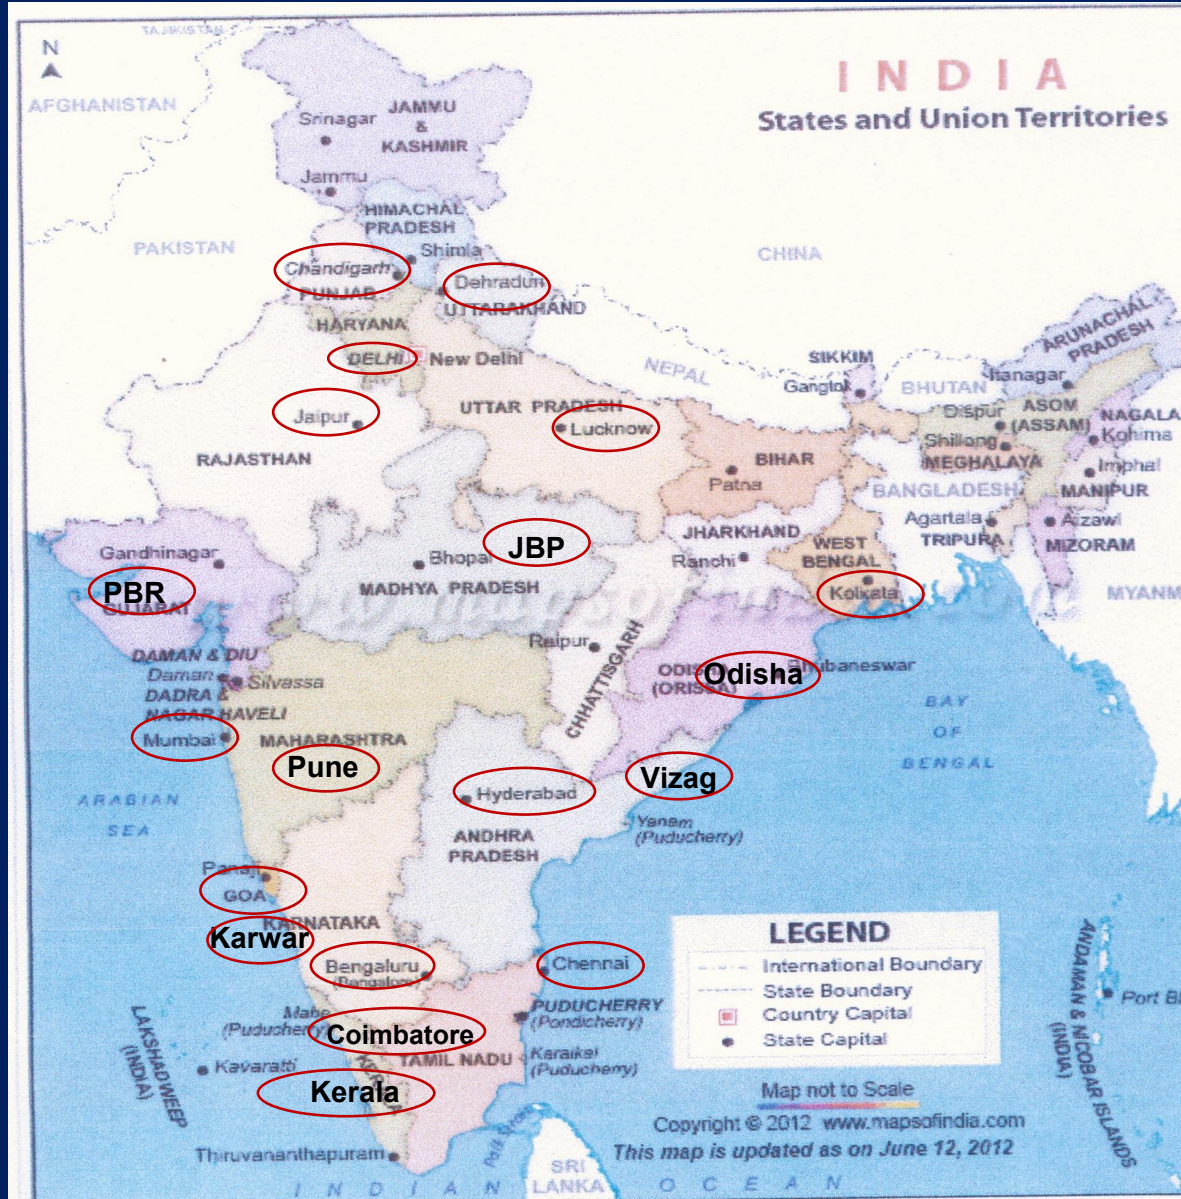 TAJIKISTAN
N
INDIA
States and Union Territories
AFGHANISTAN
JAMMU
&
KASHMIR
Srinagar
Jammu
HIMACHAL
PRADESH
PAKISTAN
Shimla
CHINA
Chandigarh
PUNJAB
Dehradun
UTTARAKHAND
HARYANA
DELHI
New Delhi
ARUNACHAL
PRADESH
NEPAL
SIKKIM
Gangtok
BHUTAN
Itanagar
Jaipur
UTTAR PRADESH
Lucknow
Dispur
ASOM
(ASSAM)
NAGALA
Kohima
RAJASTHAN
BIHAR
Patna
Shillong
MEGHALAYA
Imphal
MANIPUR
BANGLADESH
JHARKHAND
Ranchi
WEST
BENGAL
Agartala
TRIPURA
Aizawl
MIZORAM
Gandhinagar
JBP
Bhopal
MADHYA PRADESH
PBR
GUJARAT
Kolkata
MYANM
Raipur
CHHATTISGARH
DAMAN & DIU
Daman
Silvassa
DADRA &
NAGAR HAVELI
ODISHA
(ORISSA)
Odisha
Bhubaneswar
BAY
OF
BENGAL
Mumbai
MAHARASHTRA
Pune
Hyderabad
Vizag
ARABIAN
SEA
Yanam
(Puducherry)
ANDHRA
PRADESH
Panaji
GOA
KARNATAKA
Karwar
Bengaluru
(Bangalore)
Chennai
LEGEND
International Boundary
State Boundary
Country Capital
State Capital
Mahe
(Puducherry)
Coimbatore
PUDUCHERRY
(Pondicherry)
LAKSHADWEEP
(INDIA)
Kavaratti
TAMIL NADU
Karaikal
(Puducherry)
KERALA
Kerala
ANDAMAN & NICOBAR ISLANDS
(INDIA)
Port Bl
Map not to Scale
Copyright © 2012 www.mapsofindia.com
This map is updated as on June 12, 2012
Thiruvananthapuram
Palk Strait
SRI
LANKA
INDIAN OCEAN